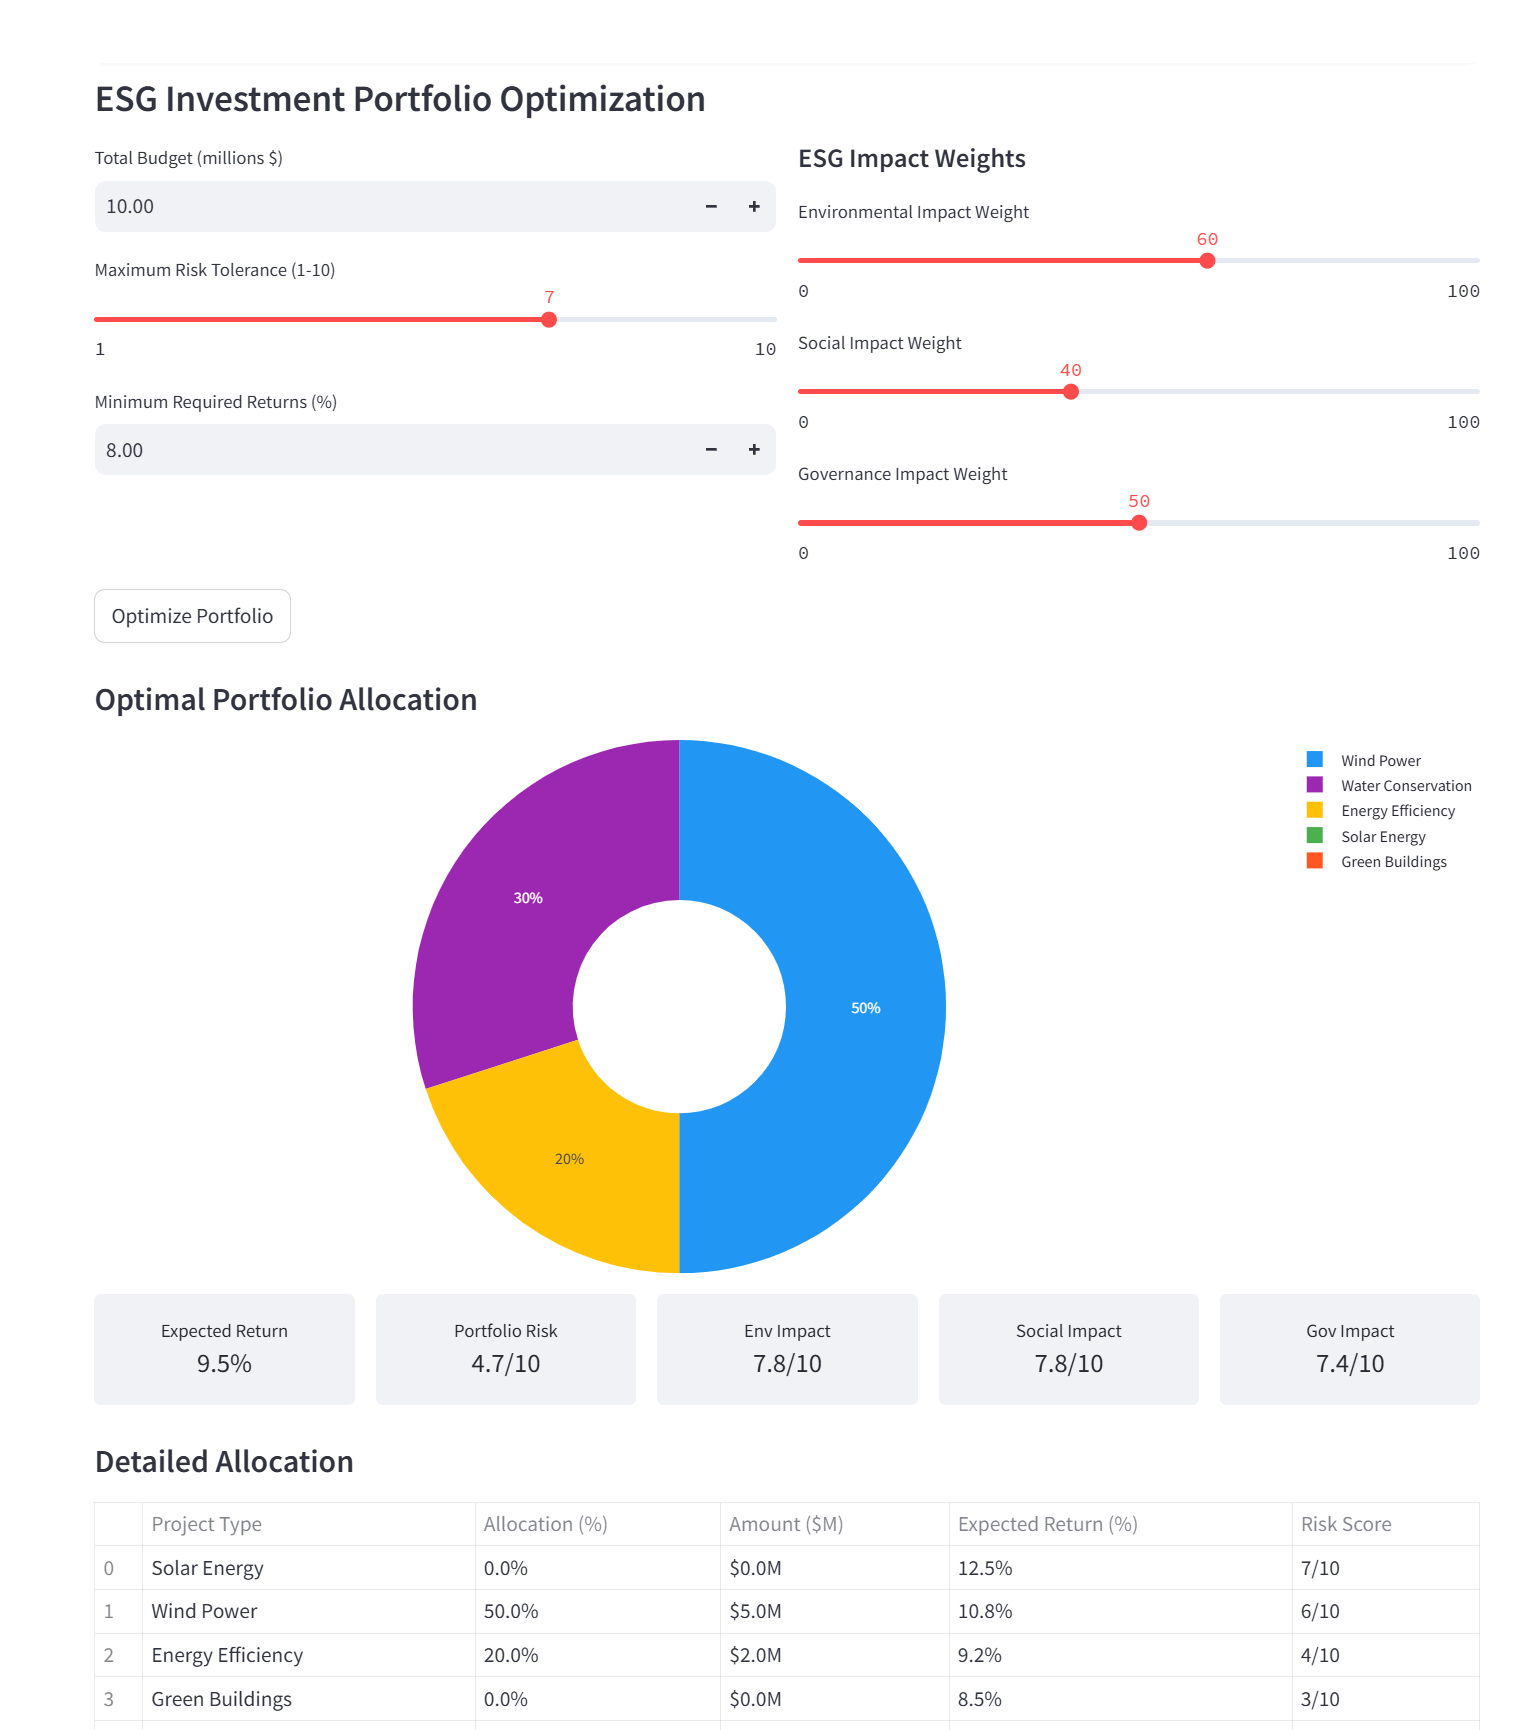 ESG Investment Portfolio Optimization
Total Budget (millions $)
10.00
Maximum Risk Tolerance (1-10)
7
1 10
Minimum Required Returns (%)
8.00
ESG Impact Weights
Environmental Impact Weight
60
0 100
Social Impact Weight
40
0 100
Governance Impact Weight
50
0 100
Optimize Portfolio
Optimal Portfolio Allocation
30%
50%
20%
Wind Power
Water Conservation
Energy Efficiency
Solar Energy
Green Buildings
Expected Return
9.5%
Portfolio Risk
4.7/10
Env Impact
7.8/10
Social Impact
7.8/10
Gov Impact
7.4/10
Detailed Allocation
Project Type Allocation (%) Amount ($M) Expected Return (%) Risk Score
0 Solar Energy 0.0% $0.0M 12.5% 7/10
1 Wind Power 50.0% $5.0M 10.8% 6/10
2 Energy Efficiency 20.0% $2.0M 9.2% 4/10
3 Green Buildings 0.0% $0.0M 8.5% 3/10